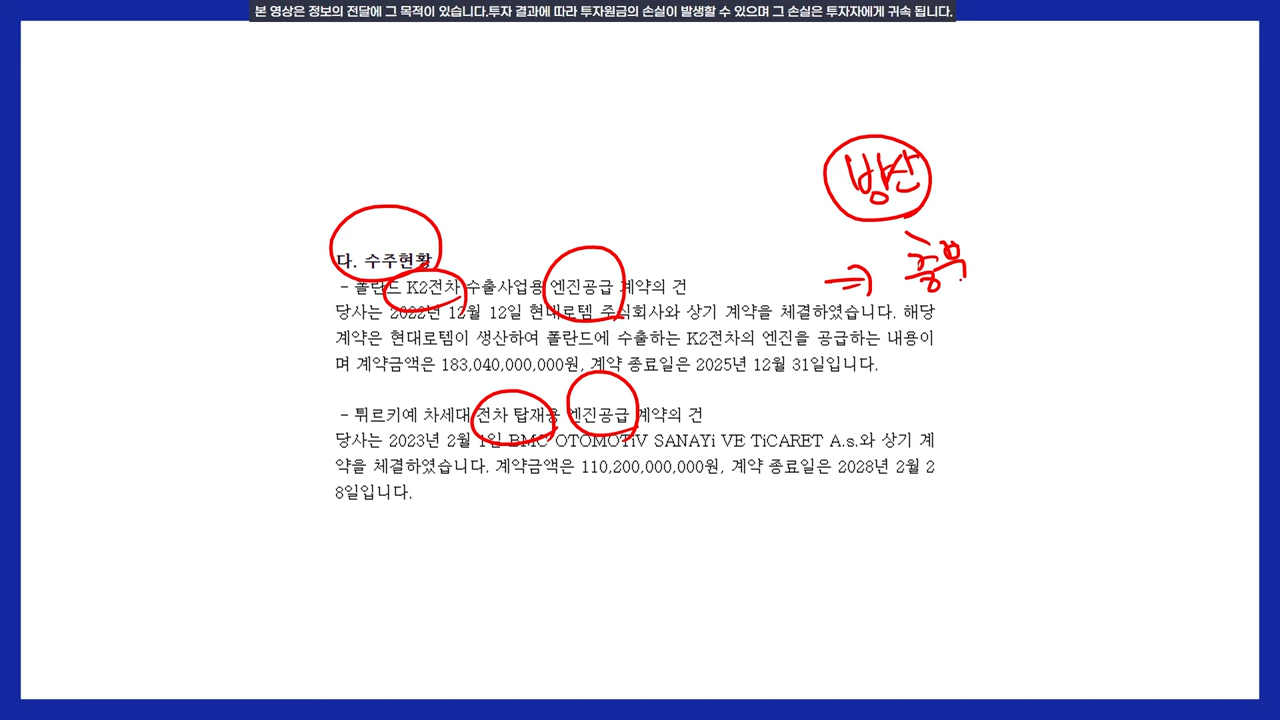 본 영상은 정보의 전달에 그 목적이 있습니다.투자 결과에 따라 투자원금의 손실이 발생할 수 있으며 그 손실은 투자자에게 귀속 됩니다.
방산
⇒
다. 수주현황
- 폴란드 K2전차 수출사업용 엔진공급 계약의 건
당사는 2022년 12월 12일 현대로템 주식회사와 상기 계약을 체결하였습니다. 해당
계약은 현대로템이 생산하여 폴란드에 수출하는 K2전차의 엔진을 공급하는 내용이
며 계약금액은 183,040,000,000원, 계약 종료일은 2025년 12월 31일입니다.
- 튀르키예 차세대 전차 탑재용 엔진공급 계약의 건
당사는 2023년 2월 1일 BMC OTOMOTiV SANAYi VE TiCARET A.s.와 상기 계
약을 체결하였습니다. 계약금액은 110,200,000,000원, 계약 종료일은 2028년 2월 2
8일입니다.